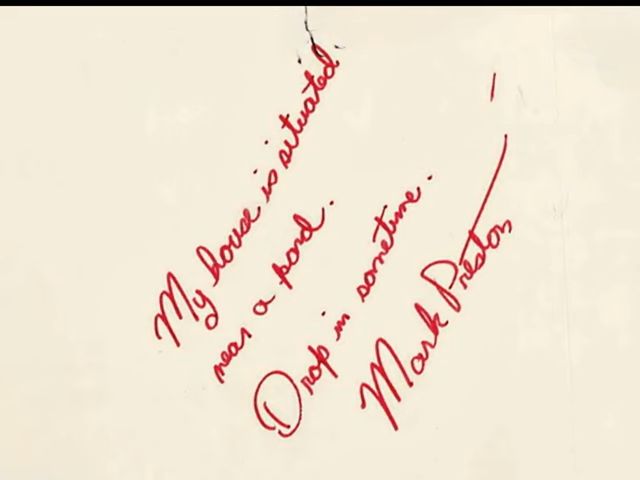 My house is situated
near a pond.
Drop in sometime.
Mark Preston